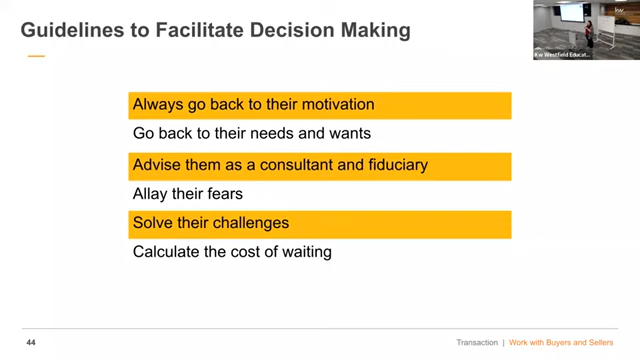 Guidelines to Facilitate Decision Making
kw
Kw Westfield Educat...
Always go back to their motivation
Go back to their needs and wants
Advise them as a consultant and fiduciary
Allay their fears
Solve their challenges
Calculate the cost of waiting
44
Transaction | Work with Buyers and Sellers